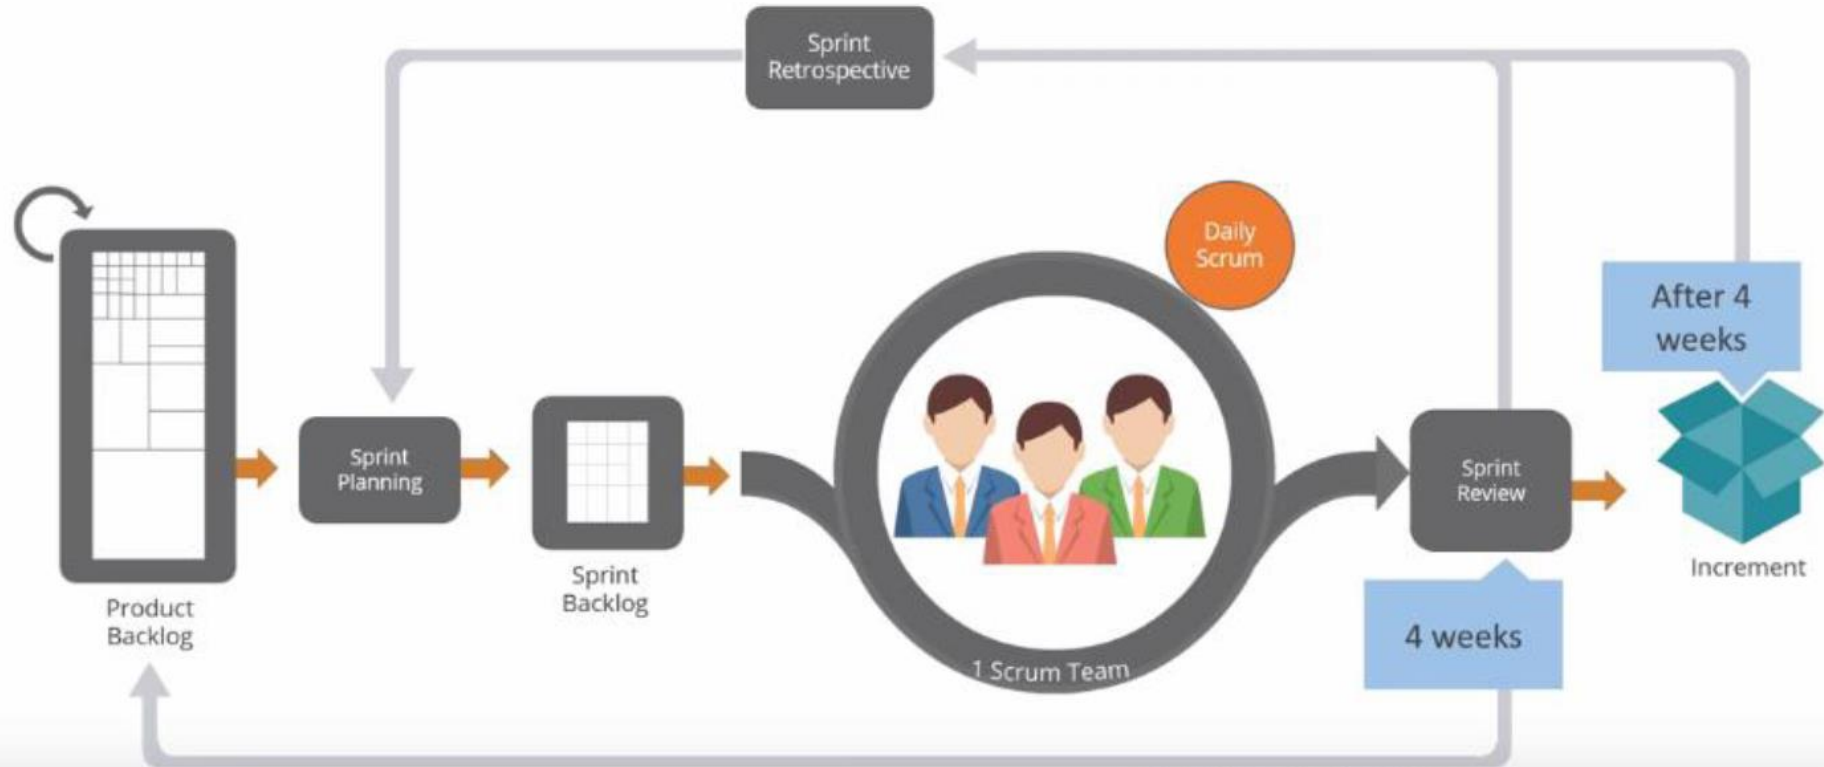 Sprint
Retrospective
Daily
Scrum
After 4
weeks
Sprint
Planning
Sprint
Review
Sprint
Backlog
Increment
Product
Backlog
4 weeks
1 Scrum Team